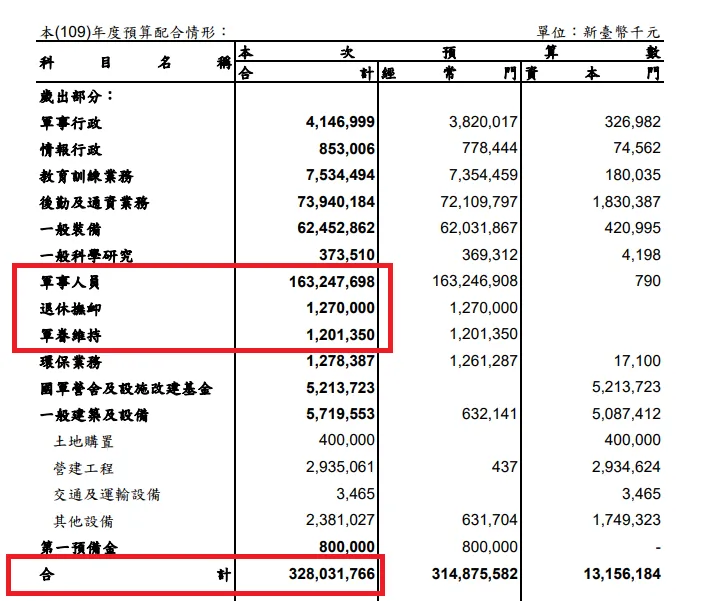 本(109)年度預算配合情形： 單位：新臺幣千元
科目名稱 本次預算數
合計 經常門 資本門
歲出部分：
軍事行政 4,146,999 3,820,017 326,982
情報行政 853,006 778,444 74,562
教育訓練業務 7,534,494 7,354,459 180,035
後勤及通資業務 73,940,184 72,109,797 1,830,387
一般裝備 62,452,862 62,031,867 420,995
一般科學研究 373,510 369,312 4,198
軍事人員 163,247,698 163,246,908 790
退休撫卹 1,270,000 1,270,000
軍眷維持 1,201,350 1,201,350
環保業務 1,278,387 1,261,287 17,100
國軍營舍及設施改建基金 5,213,723 5,213,723
一般建築及設備 5,719,553 632,141 5,087,412
土地購置 400,000 400,000
營建工程 2,935,061 437 2,934,624
交通及運輸設備 3,465 3,465
其他設備 2,381,027 631,704 1,749,323
第一預備金 800,000 800,000 -
合計 328,031,766 314,875,582 13,156,184